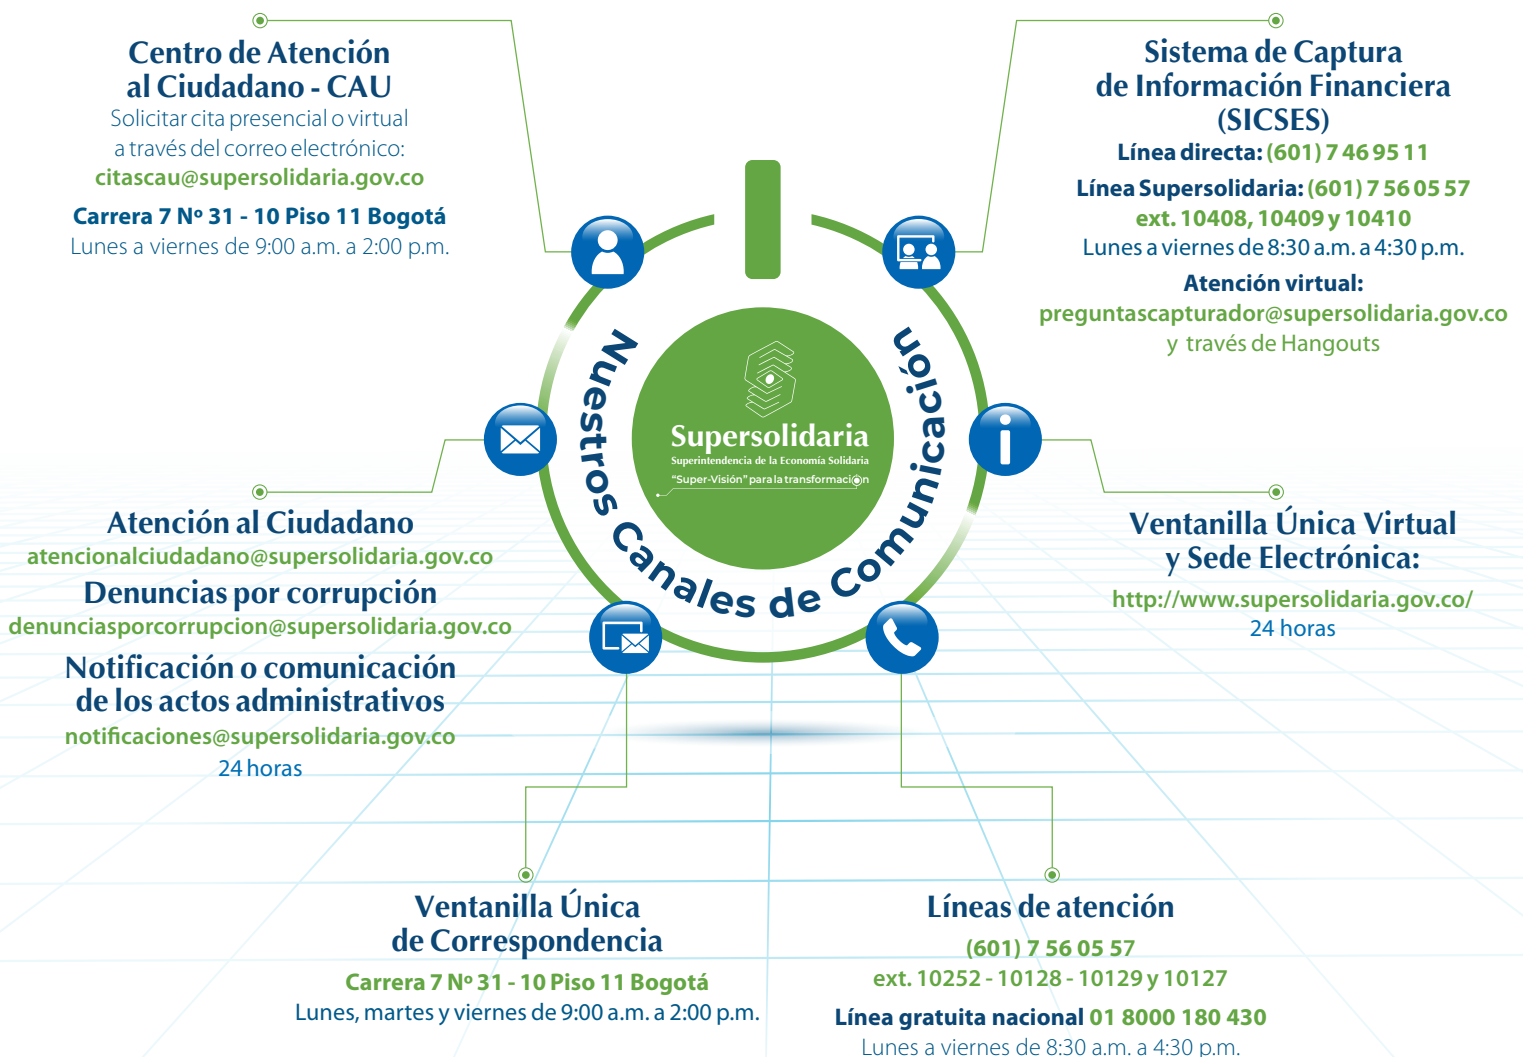 Centro de Atención
al Ciudadano - CAU
Solicitar cita presencial o virtual
a través del correo electrónico:
citascau@supersolidaria.gov.co
Carrera 7 Nº 31 - 10 Piso 11 Bogotá
Lunes a viernes de 9:00 a.m. a 2:00 p.m.
Sistema de Captura
de Información Financiera
(SICSES)
Línea directa: (601) 7 46 95 11
Línea Supersolidaria: (601) 7 56 05 57
ext. 10408, 10409 y 10410
Lunes a viernes de 8:30 a.m. a 4:30 p.m.
Atención virtual:
preguntascapturador@supersolidaria.gov.co
y través de Hangouts
Nuestros Canales de Comunicación
Supersolidaria
Superintendencia de la Economía Solidaria
"Super-Visión" para la transformación
Atención al Ciudadano
atencionalciudadano@supersolidaria.gov.co
Denuncias por corrupción
denunciasporcorrupcion@supersolidaria.gov.co
Notificación o comunicación
de los actos administrativos
notificaciones@supersolidaria.gov.co
24 horas
Ventanilla Única Virtual
y Sede Electrónica:
http://www.supersolidaria.gov.co/
24 horas
Ventanilla Única
de Correspondencia
Carrera 7 Nº 31 - 10 Piso 11 Bogotá
Lunes, martes y viernes de 9:00 a.m. a 2:00 p.m.
Líneas de atención
(601) 7 56 05 57
ext. 10252 - 10128 - 10129 y 10127
Línea gratuita nacional 01 8000 180 430
Lunes a viernes de 8:30 a.m. a 4:30 p.m.